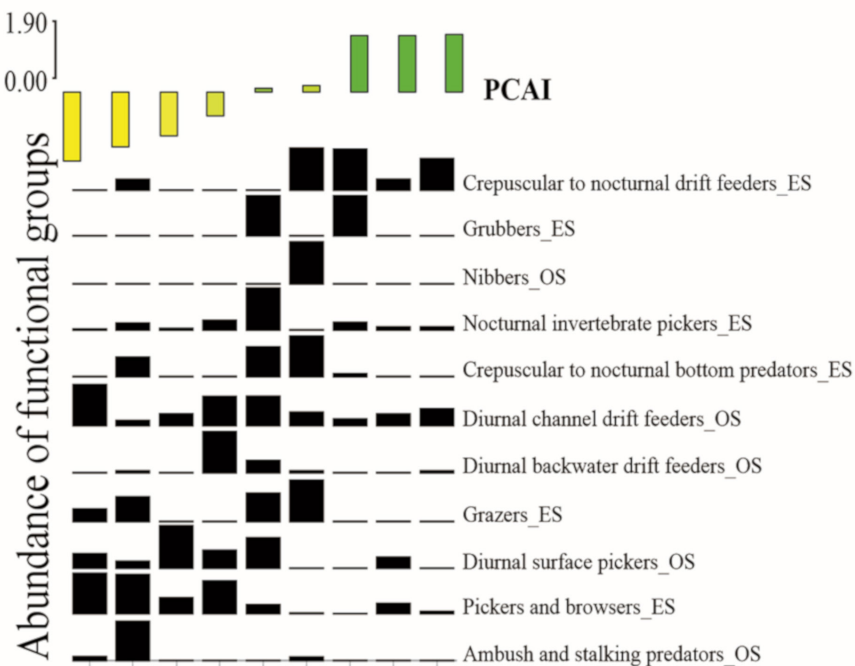 1.90
0.00
PCAI
Abundance of functional groups
Crepuscular to nocturnal drift feeders_ES
Grubbers_ES
Nibbers_OS
Nocturnal invertebrate pickers_ES
Crepuscular to nocturnal bottom predators_ES
Diurnal channel drift feeders_OS
Diurnal backwater drift feeders_OS
Grazers_ES
Diurnal surface pickers_OS
Pickers and browsers_ES
Ambush and stalking predators_OS